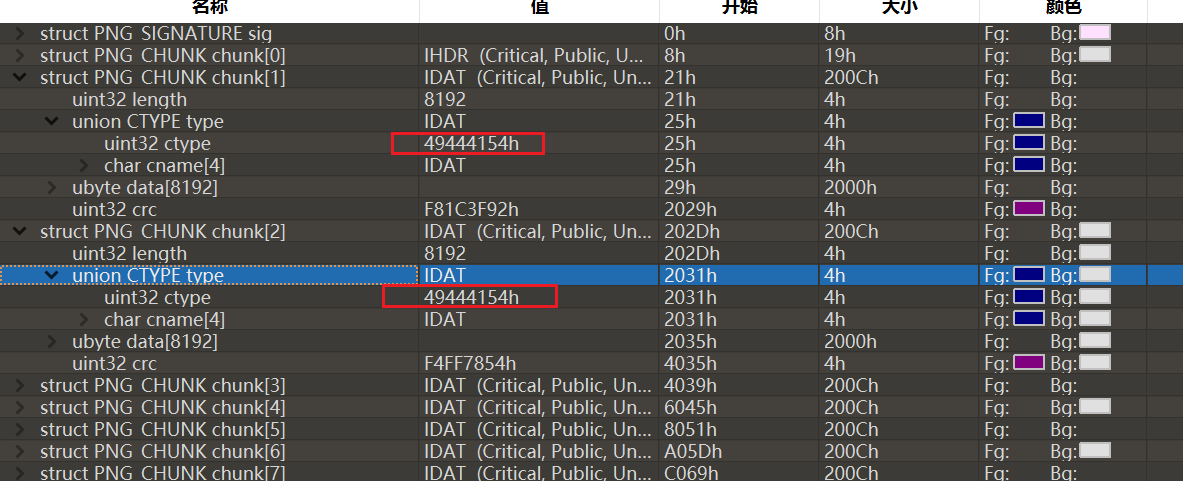 名称 值 开始 大小 颜色
struct PNG_SIGNATURE sig 0h 8h Fg: Bg:
struct PNG_CHUNK chunk[0] IHDR (Critical, Public, U... 8h 19h Fg: Bg:
struct PNG_CHUNK chunk[1] IDAT (Critical, Public, Un... 21h 200Ch Fg: Bg:
uint32 length 8192 21h 4h Fg: Bg:
union CTYPE type IDAT 25h 4h Fg: Bg:
uint32 ctype 49444154h 25h 4h Fg: Bg:
char cname[4] IDAT 25h 4h Fg: Bg:
ubyte data[8192] 29h 2000h Fg: Bg:
uint32 crc F81C3F92h 2029h 4h Fg: Bg:
struct PNG_CHUNK chunk[2] IDAT (Critical, Public, Un... 202Dh 200Ch Fg: Bg:
uint32 length 8192 202Dh 4h Fg: Bg:
union CTYPE type IDAT 2031h 4h Fg: Bg:
uint32 ctype 49444154h 2031h 4h Fg: Bg:
char cname[4] IDAT 2031h 4h Fg: Bg:
ubyte data[8192] 2035h 2000h Fg: Bg:
uint32 crc F4FF7854h 4035h 4h Fg: Bg:
struct PNG_CHUNK chunk[3] IDAT (Critical, Public, Un... 4039h 200Ch Fg: Bg:
struct PNG_CHUNK chunk[4] IDAT (Critical, Public, Un... 6045h 200Ch Fg: Bg:
struct PNG_CHUNK chunk[5] IDAT (Critical, Public, Un... 8051h 200Ch Fg: Bg:
struct PNG_CHUNK chunk[6] IDAT (Critical, Public, Un... A05Dh 200Ch Fg: Bg:
struct PNG_CHUNK chunk[7] IDAT (Critical, Public, Un... C069h 200Ch Fg: Bg: